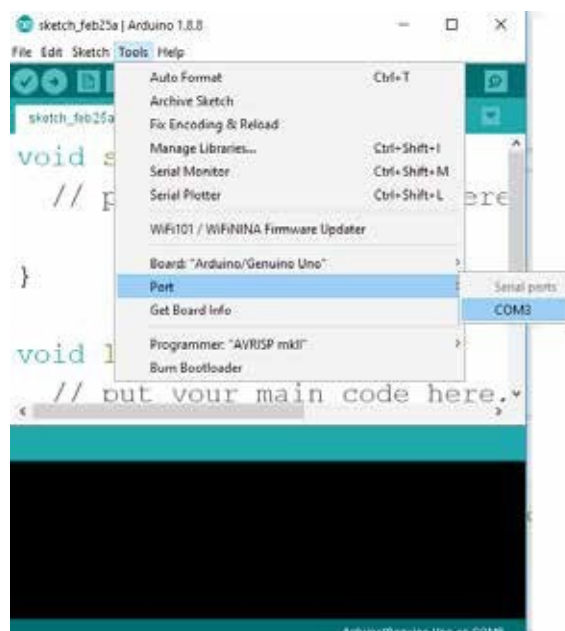 sketch_feb25a | Arduino 1.8.8
File Edit Sketch Tools Help
sketch_feb25a
Auto Format Ctrl+T
Archive Sketch
Fix Encoding & Reload
Manage Libraries... Ctrl+Shift+I
Serial Monitor Ctrl+Shift+M
Serial Plotter Ctrl+Shift+L
WiFi101 / WiFiNINA Firmware Updater
Board: "Arduino/Genuino Uno"
Port
Serial ports
COM3
Get Board Info
Programmer: "AVRISP mkII"
Burn Bootloader
void s
// p
ere
}
void l
// put your main code here,